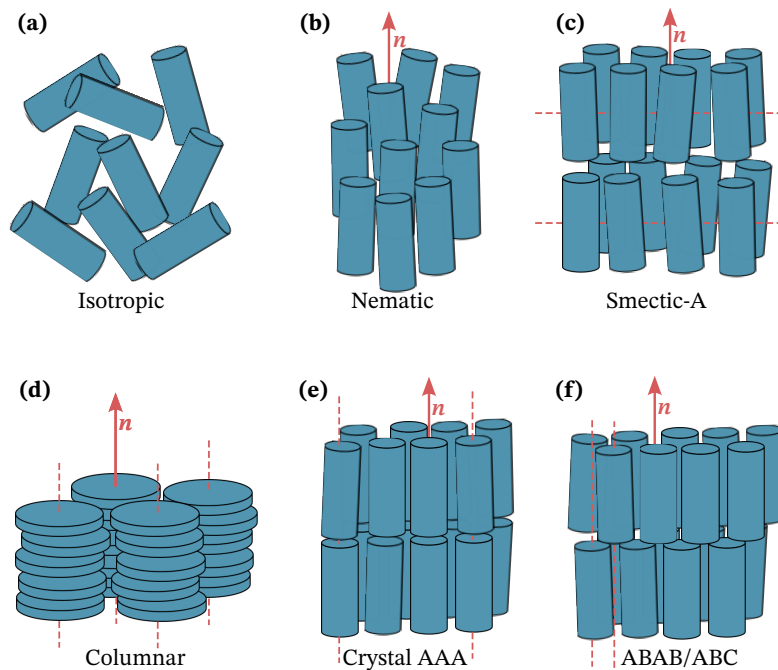 (a)
(b)
(c)
n
n
n
Isotropic
Nematic
Smectic-A
(d)
(e)
(f)
n
n
n
Columnar
Crystal AAA
ABAB/ABC